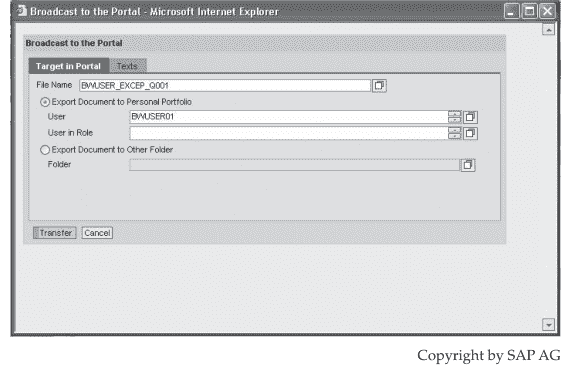 Broadcast to the Portal - Microsoft Internet Explorer
Broadcast to the Portal
Target in Portal Texts
File Name BWUSER_EXCEP_Q001
Export Document to Personal Portfolio
User BWUSER01
User in Role
Export Document to Other Folder
Folder
Transfer Cancel
Copyright by SAP AG